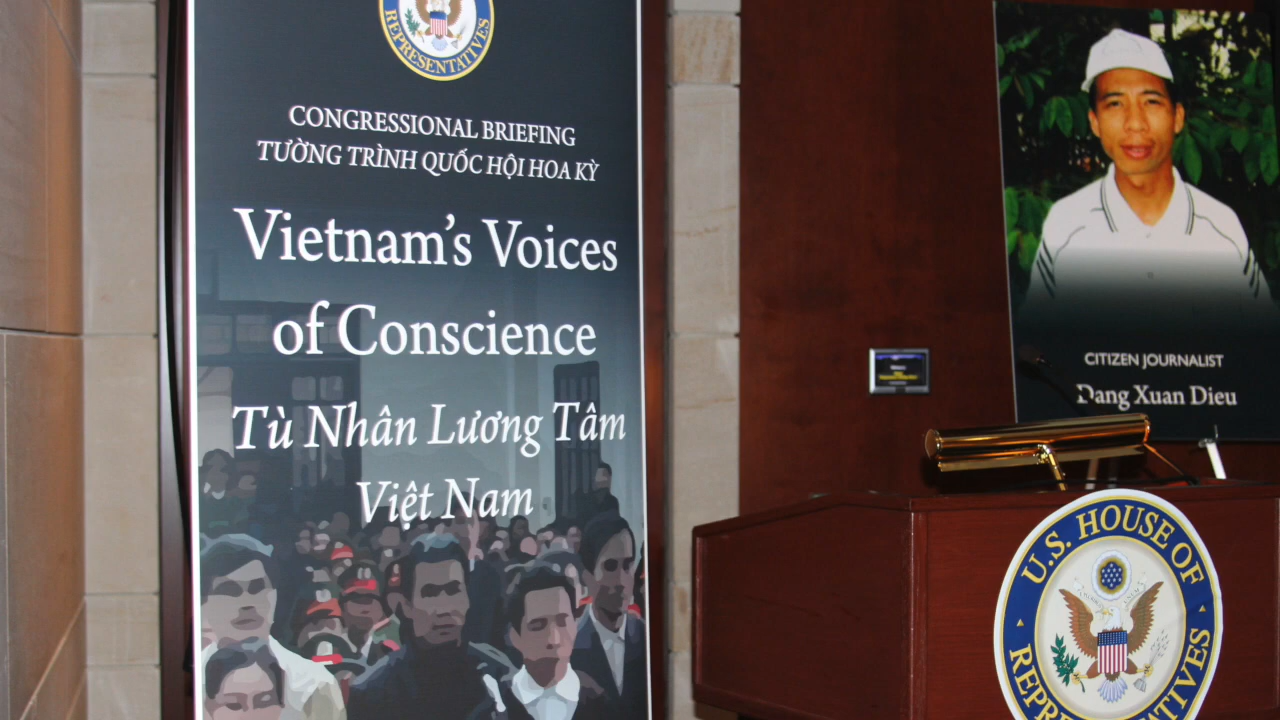 REPRESENTATIVES
CONGRESSIONAL BRIEFING
TƯỜNG TRÌNH QUỐC HỘI HOA KỲ
Vietnam's Voices
of Conscience
Tù Nhân Lương Tâm
Việt Nam
CITIZEN JOURNALIST
Dang Xuan Dieu
U.S. HOUSE OF
REPRESENTATIVES